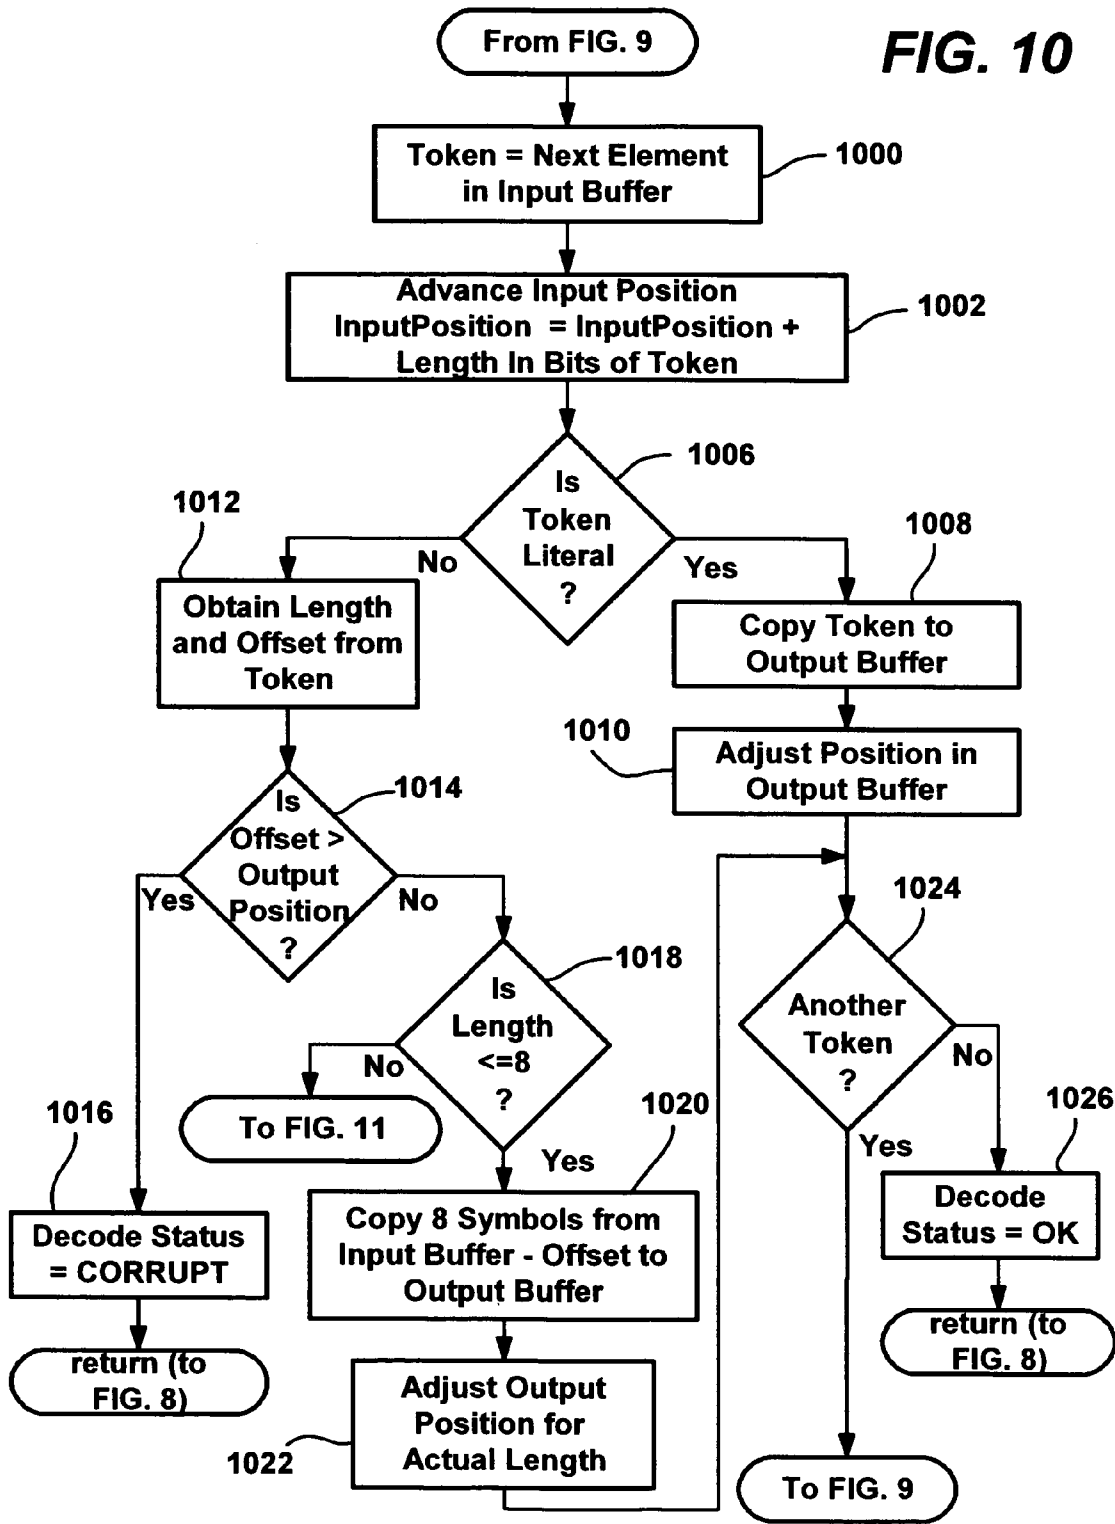 From FIG. 9
FIG. 10
Token = Next Element
in Input Buffer
1000
Advance Input Position
InputPosition = InputPosition +
Length In Bits of Token
1002
Is
Token
Literal
?
1006
No
Yes
1012
Obtain Length
and Offset from
Token
1008
Copy Token to
Output Buffer
1010
Adjust Position in
Output Buffer
Is
Offset >
Output
Position
?
1014
Yes
No
Is
Length
<=8
?
1018
No
Yes
To FIG. 11
1024
Another
Token
?
No
Yes
1016
Decode Status
= CORRUPT
return (to
FIG. 8)
1020
Copy 8 Symbols from
Input Buffer - Offset to
Output Buffer
Adjust Output
Position for
Actual Length
1022
1026
Decode
Status = OK
return (to
FIG. 8)
To FIG. 9